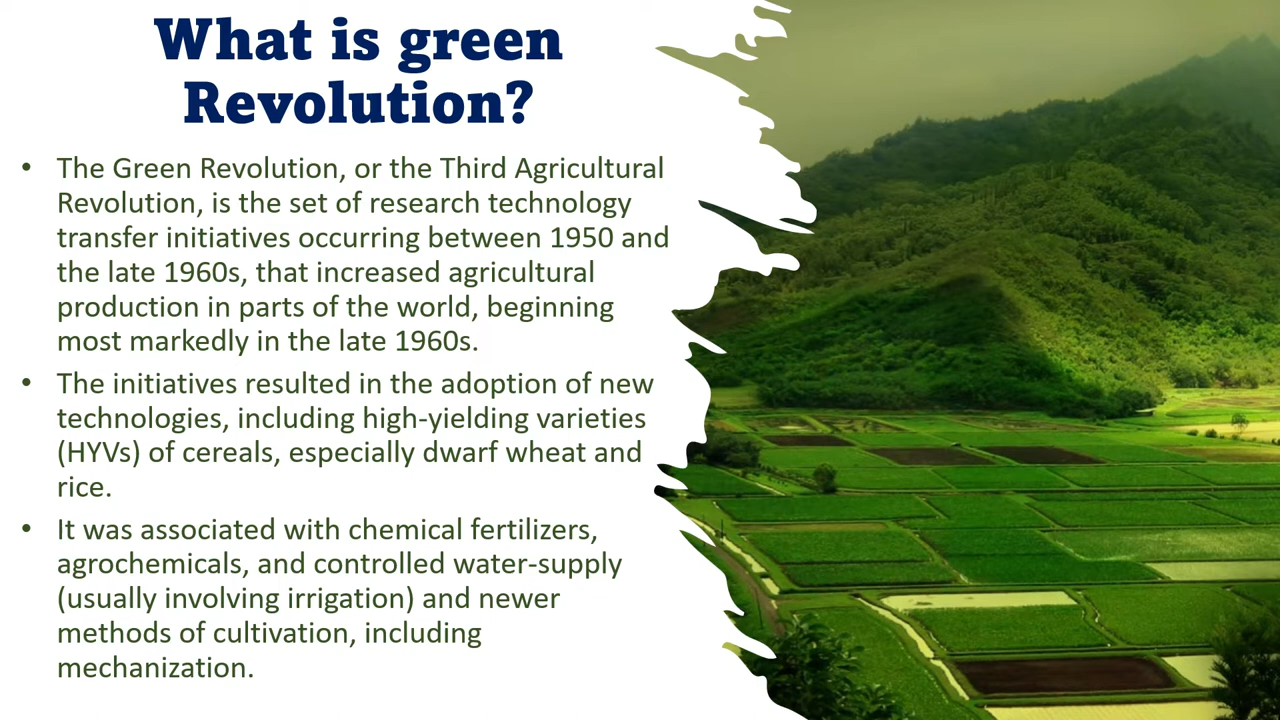 What is green
Revolution?
• The Green Revolution, or the Third Agricultural
Revolution, is the set of research technology
transfer initiatives occurring between 1950 and
the late 1960s, that increased agricultural
production in parts of the world, beginning
most markedly in the late 1960s.
• The initiatives resulted in the adoption of new
technologies, including high-yielding varieties
(HYVs) of cereals, especially dwarf wheat and
rice.
• It was associated with chemical fertilizers,
agrochemicals, and controlled water-supply
(usually involving irrigation) and newer
methods of cultivation, including
mechanization.